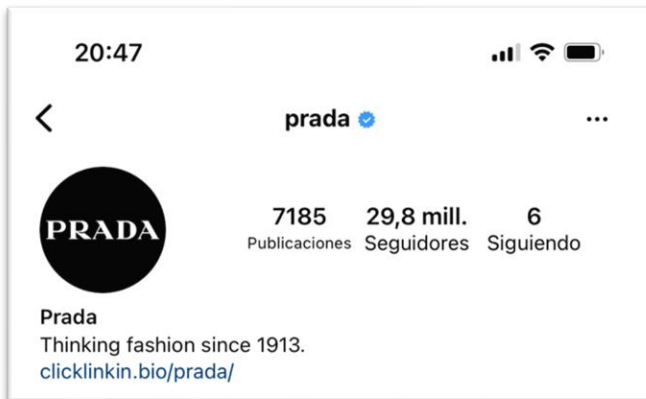 20:47
prada
PRADA
7185 29,8 mill. 6
Publicaciones Seguidores Siguiendo
Prada
Thinking fashion since 1913.
clicklinkin.bio/prada/